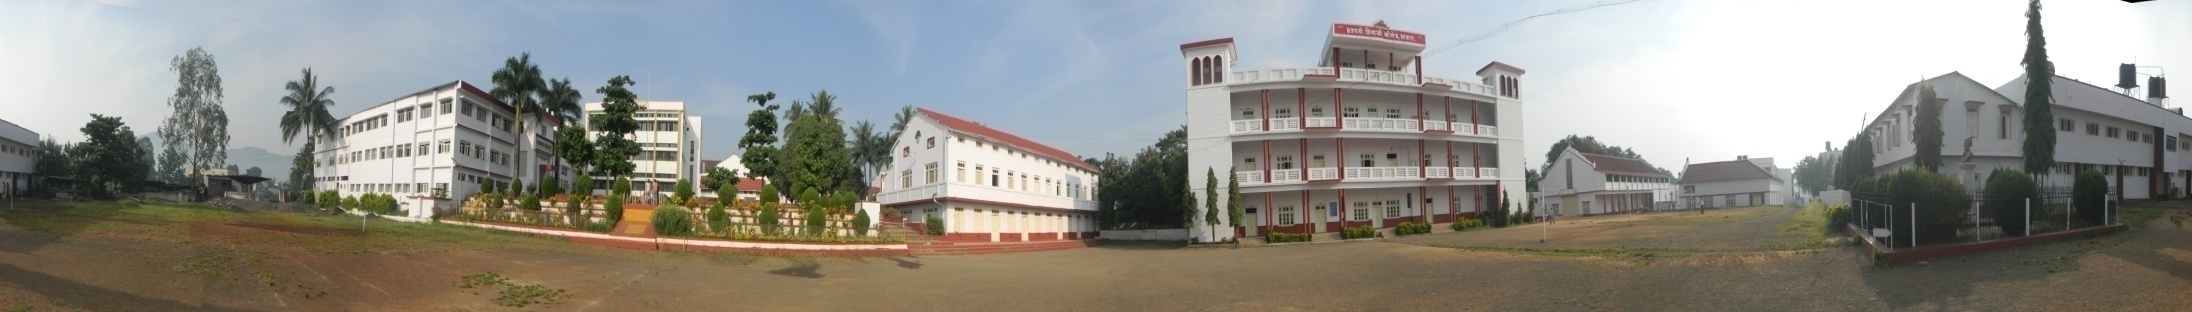 छत्रपती शिवाजी कॉलेज, सातारा.